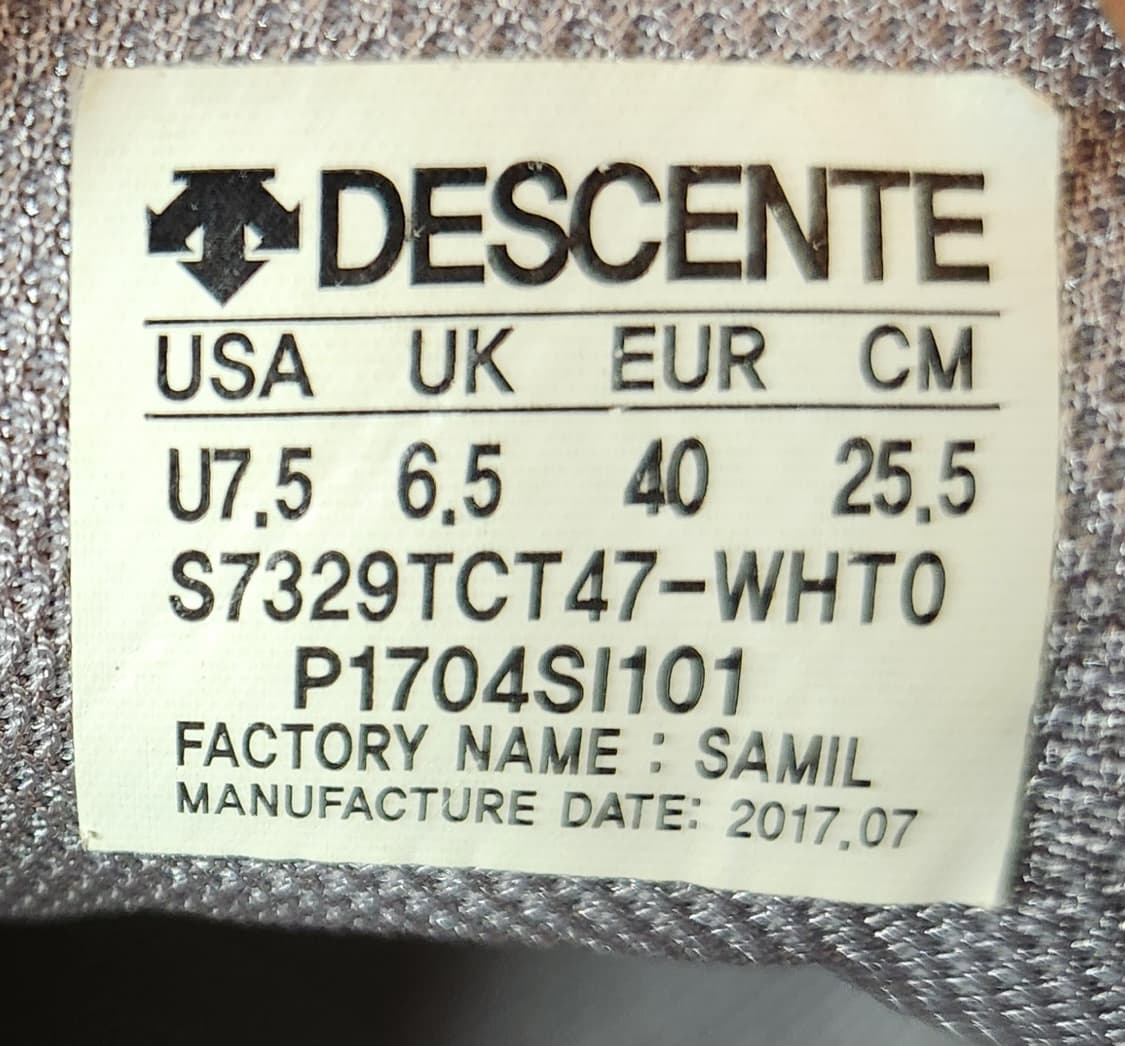 DESCENTE
USA UK EUR CM
U7.5 6.5 40 25.5
S7329TCT47-WHT0
P1704SI101
FACTORY NAME : SAMIL
MANUFACTURE DATE: 2017.07